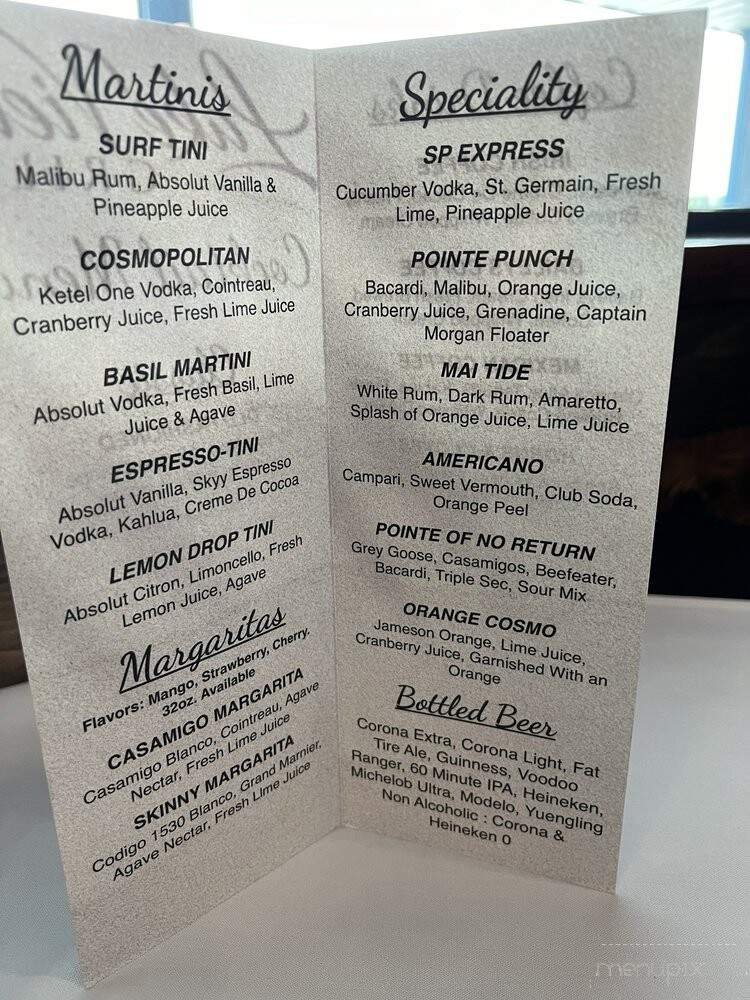 Martinis
SURF TINI
Malibu Rum, Absolut Vanilla &
Pineapple Juice
COSMOPOLITAN
Ketel One Vodka, Cointreau,
Cranberry Juice, Fresh Lime Juice
BASIL MARTINI
Absolut Vodka, Fresh Basil, Lime
Juice & Agave
ESPRESSO-TINI
Absolut Vanilla, Skyy Espresso
Vodka, Kahlua, Creme De Cocoa
LEMON DROP TINI
Absolut Citron, Limoncello, Fresh
Lemon Juice, Agave
Margaritas
Flavors: Mango, Strawberry, Cherry.
32oz. Available
CASAMIGO MARGARITA
Casamigo Blanco, Cointreau, Agave
Nectar, Fresh Lime Juice
SKINNY MARGARITA
Codigo 1530 Blanco, Grand Marnier,
Agave Nectar, Fresh LIme Juice
Speciality
SP EXPRESS
Cucumber Vodka, St. Germain, Fresh
Lime, Pineapple Juice
POINTE PUNCH
Bacardi, Malibu, Orange Juice,
Cranberry Juice, Grenadine, Captain
Morgan Floater
MAI TIDE
White Rum, Dark Rum, Amaretto,
Splash of Orange Juice, Lime Juice
AMERICANO
Campari, Sweet Vermouth, Club Soda,
Orange Peel
POINTE OF NO RETURN
Grey Goose, Casamigos, Beefeater,
Bacardi, Triple Sec, Sour Mix
ORANGE COSMO
Jameson Orange, Lime Juice,
Cranberry Juice, Garnished With an
Orange
Bottled Beer
Corona Extra, Corona Light, Fat
Tire Ale, Guinness, Voodoo
Ranger, 60 Minute IPA, Heineken,
Michelob Ultra, Modelo, Yuengling
Non Alcoholic : Corona &
Heineken 0
menupix